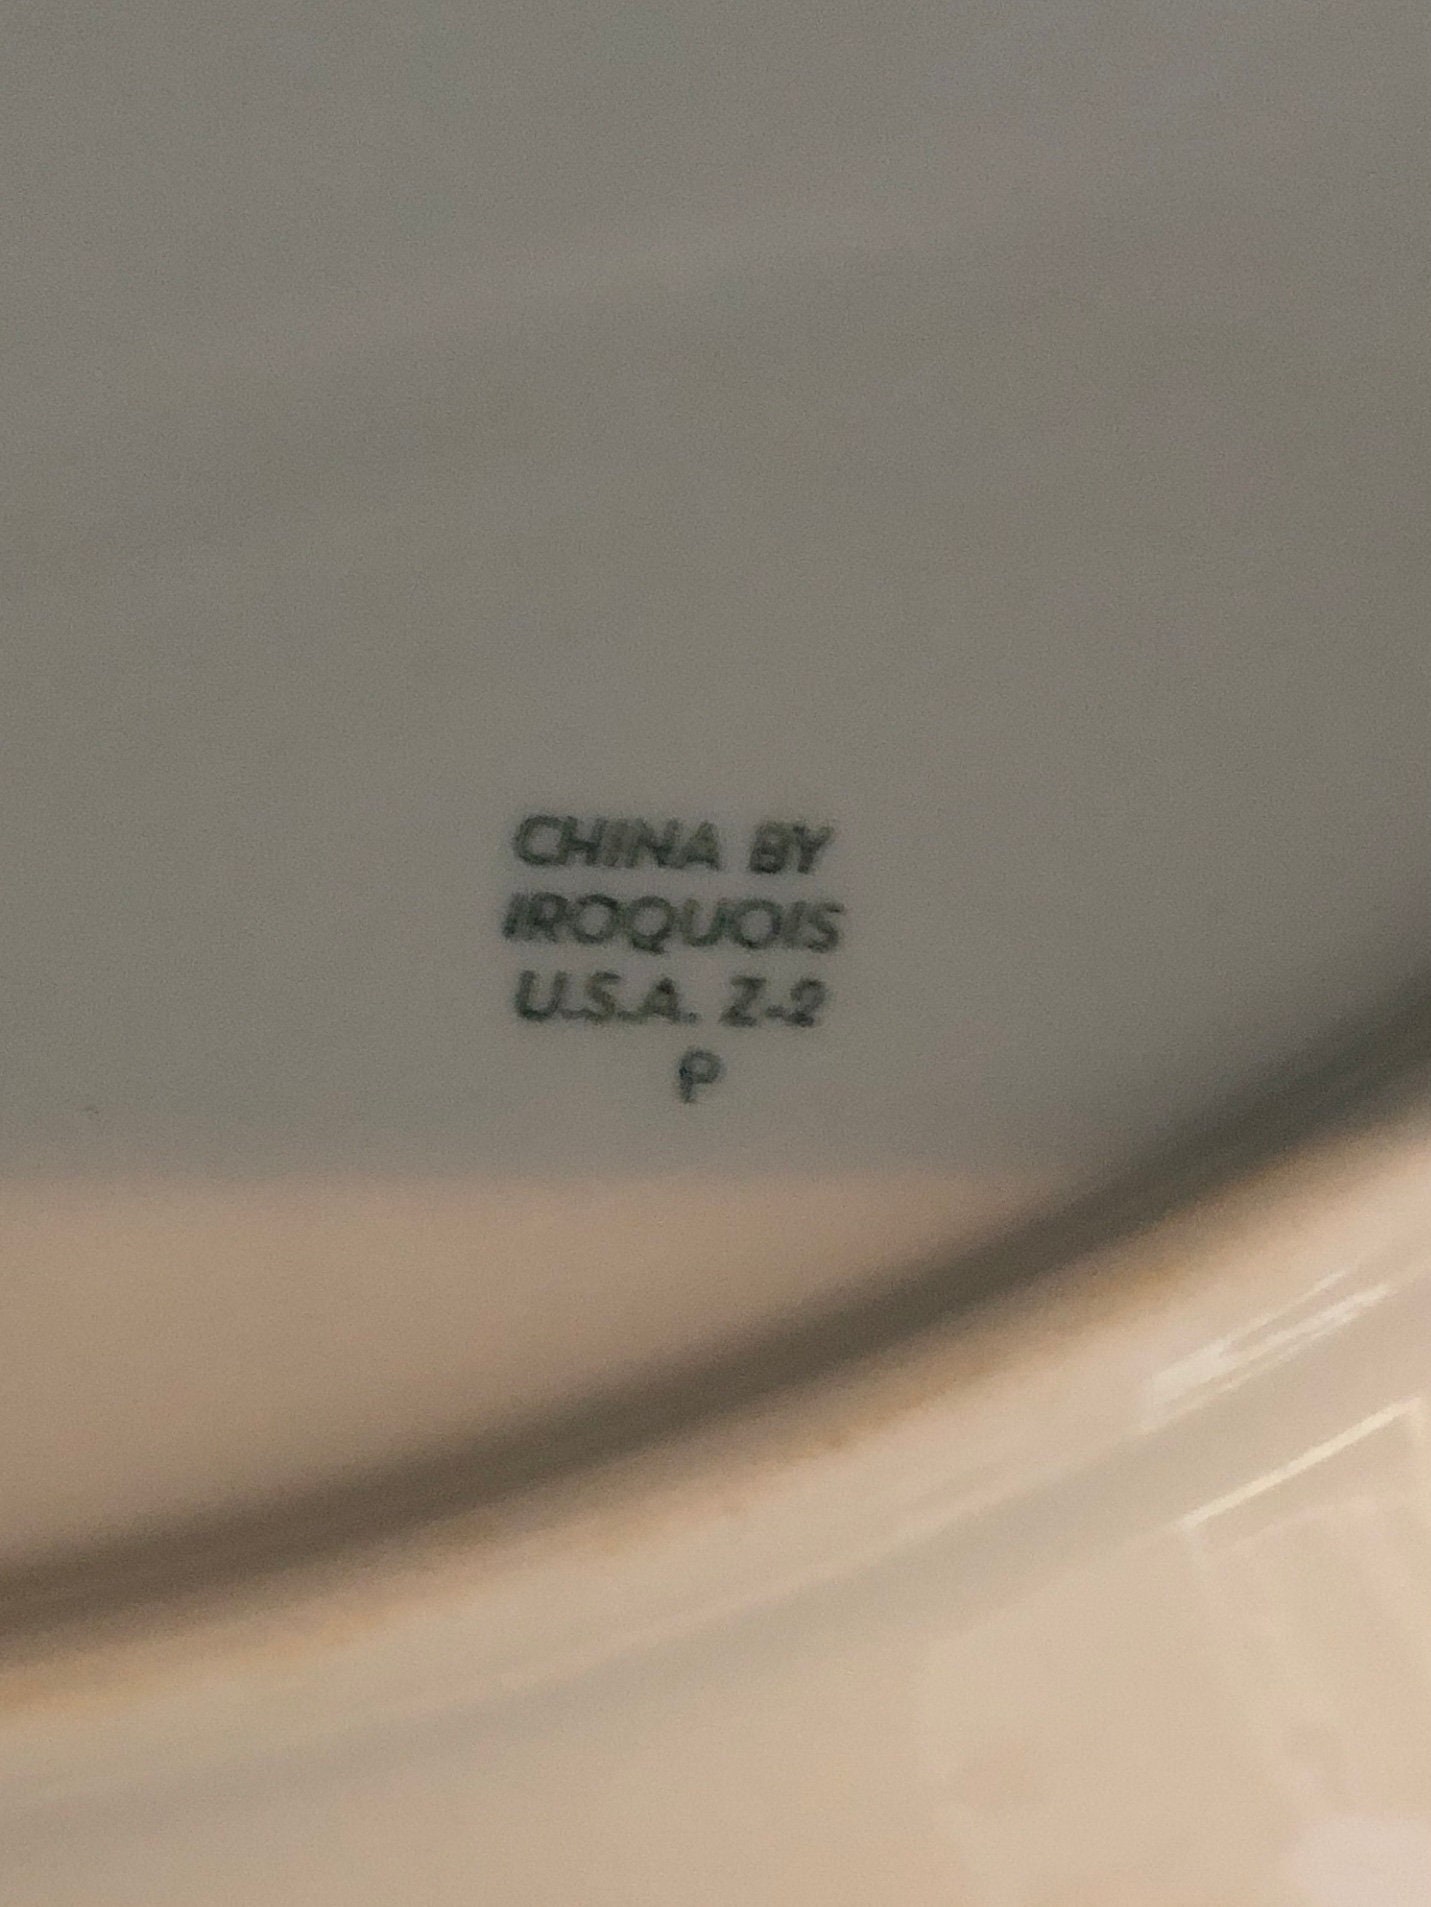 CHINA BY
IROQUOIS
U.S.A. Z-2
P